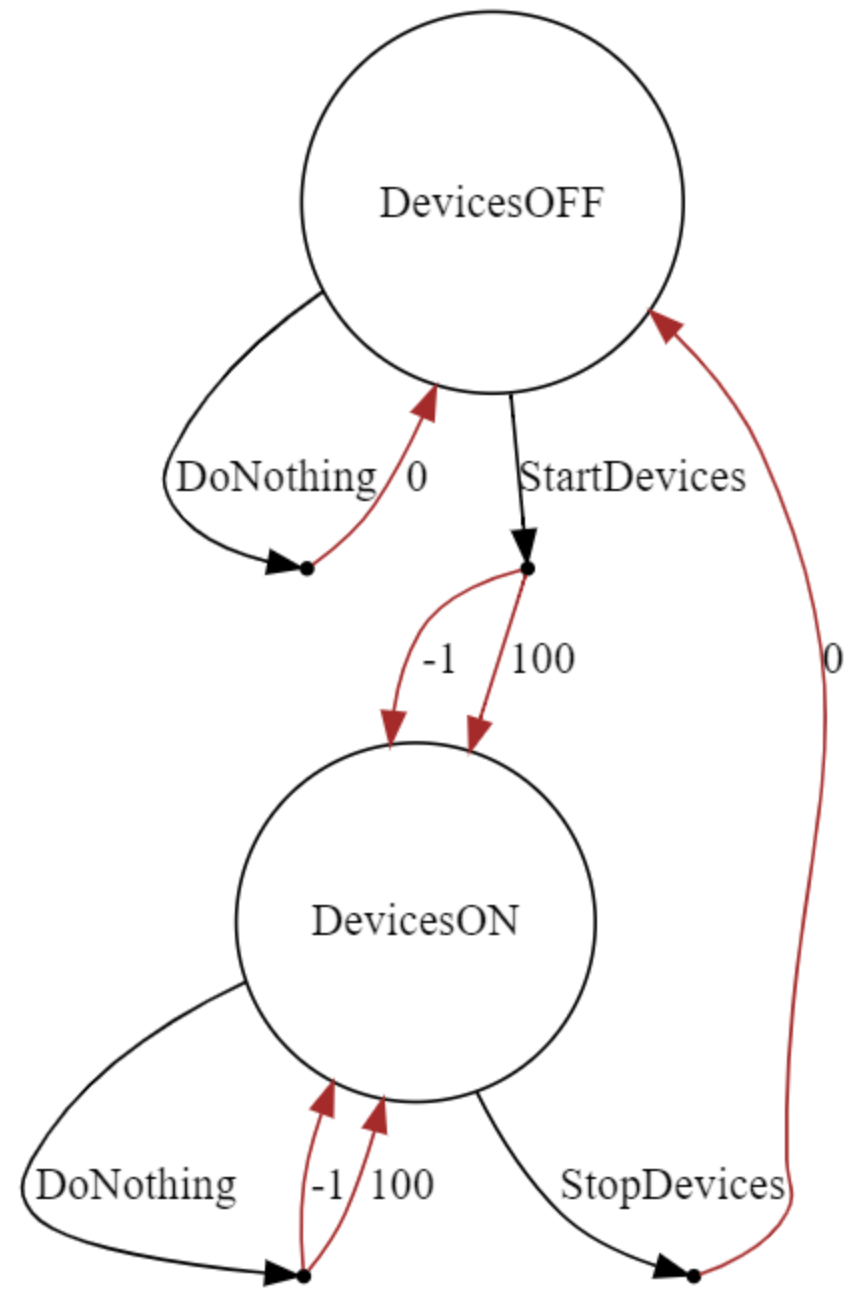 DevicesOFF
DoNothing
0
StartDevices
-1
100
0
DevicesON
DoNothing
-1
100
StopDevices